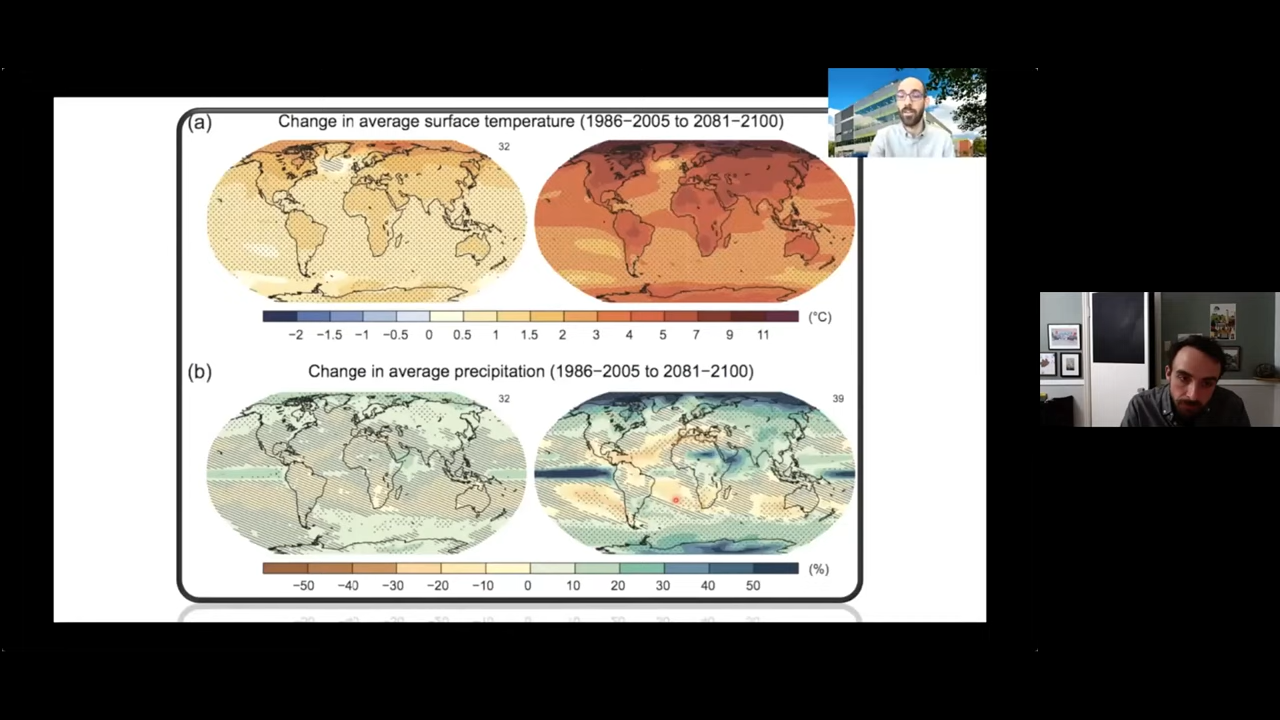 (a) Change in average surface temperature (1986−2005 to 2081−2100)
32
−2 −1.5 −1 −0.5 0 0.5 1 1.5 2 3 4 5 7 9 11 (°C)
(b) Change in average precipitation (1986−2005 to 2081−2100)
32 39
−50 −40 −30 −20 −10 0 10 20 30 40 50 (%)